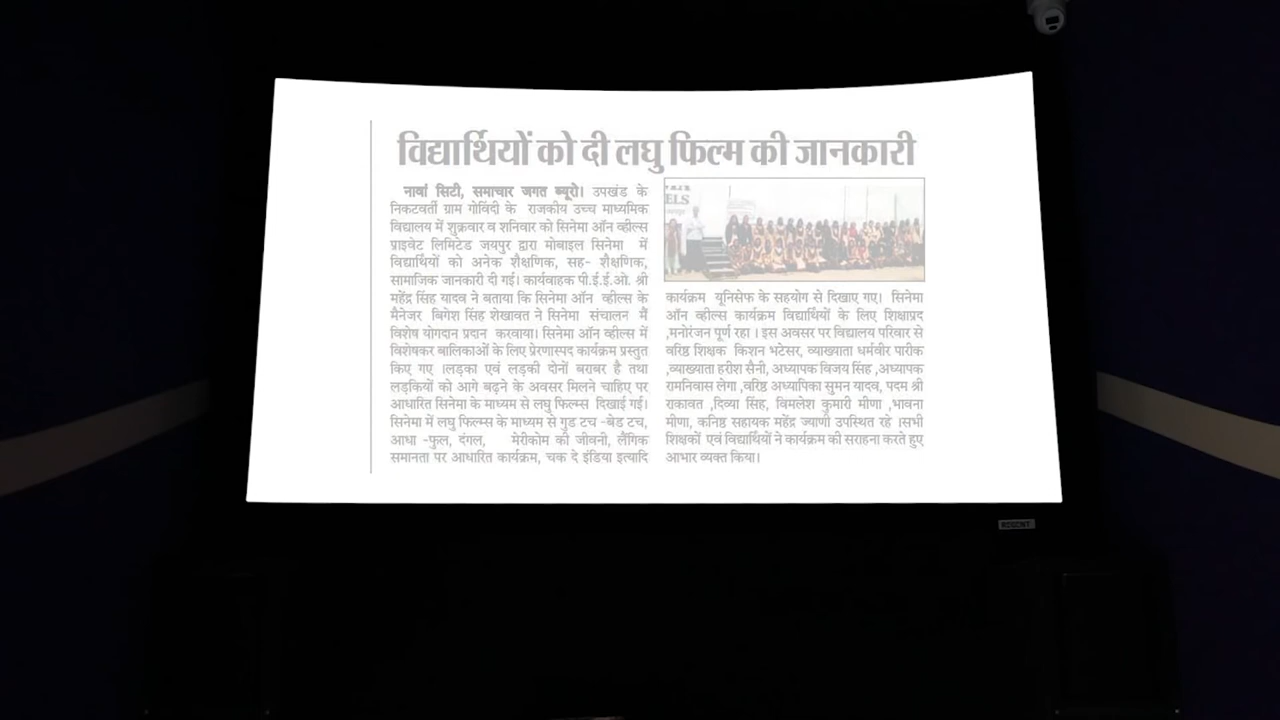 विद्यार्थियों को दी लघु फिल्म की जानकारी
नावां सिटी, समाचार जगत ब्यूरो। उपखंड के
निकटवर्ती ग्राम गोविंदी के राजकीय उच्च माध्यमिक
विद्यालय में शुक्रवार व शनिवार को सिनेमा ऑन व्हील्स
प्राइवेट लिमिटेड जयपुर द्वारा मोबाइल सिनेमा में
विद्यार्थियों को अनेक शैक्षणिक, सह- शैक्षणिक,
सामाजिक जानकारी दी गई। कार्यवाहक पी.ई.ई.ओ. श्री
महेंद्र सिंह यादव ने बताया कि सिनेमा ऑन व्हील्स के
मैनेजर बिगेश सिंह शेखावत ने सिनेमा संचालन मैं
विशेष योगदान प्रदान करवाया। सिनेमा ऑन व्हील्स में
विशेषकर बालिकाओं के लिए प्रेरणास्पद कार्यक्रम प्रस्तुत
किए गए ।लड़का एवं लड़की दोनों बराबर है तथा
लड़कियों को आगे बढ़ने के अवसर मिलने चाहिए पर
आधारित सिनेमा के माध्यम से लघु फिल्म्स दिखाई गई।
सिनेमा में लघु फिल्म्स के माध्यम से गुड टच -बेड टच,
आधा -फुल, दंगल, मेरीकोम की जीवनी, लैंगिक
समानता पर आधारित कार्यक्रम, चक दे इंडिया इत्यादि
ELS
कार्यक्रम यूनिसेफ के सहयोग से दिखाए गए। सिनेमा
ऑन व्हील्स कार्यक्रम विद्यार्थियों के लिए शिक्षाप्रद
,मनोरंजन पूर्ण रहा । इस अवसर पर विद्यालय परिवार से
वरिष्ठ शिक्षक किशन भटेसर, व्याख्याता धर्मवीर पारीक
,व्याख्याता हरीश सैनी, अध्यापक विजय सिंह ,अध्यापक
रामनिवास लेगा ,वरिष्ठ अध्यापिका सुमन यादव, पदम श्री
राकावत ,दिव्या सिंह, विमलेश कुमारी मीणा ,भावना
मीणा, कनिष्ठ सहायक महेंद्र ज्याणी उपस्थित रहे ।सभी
शिक्षकों एवं विद्यार्थियों ने कार्यक्रम की सराहना करते हुए
आभार व्यक्त किया।
REGENT